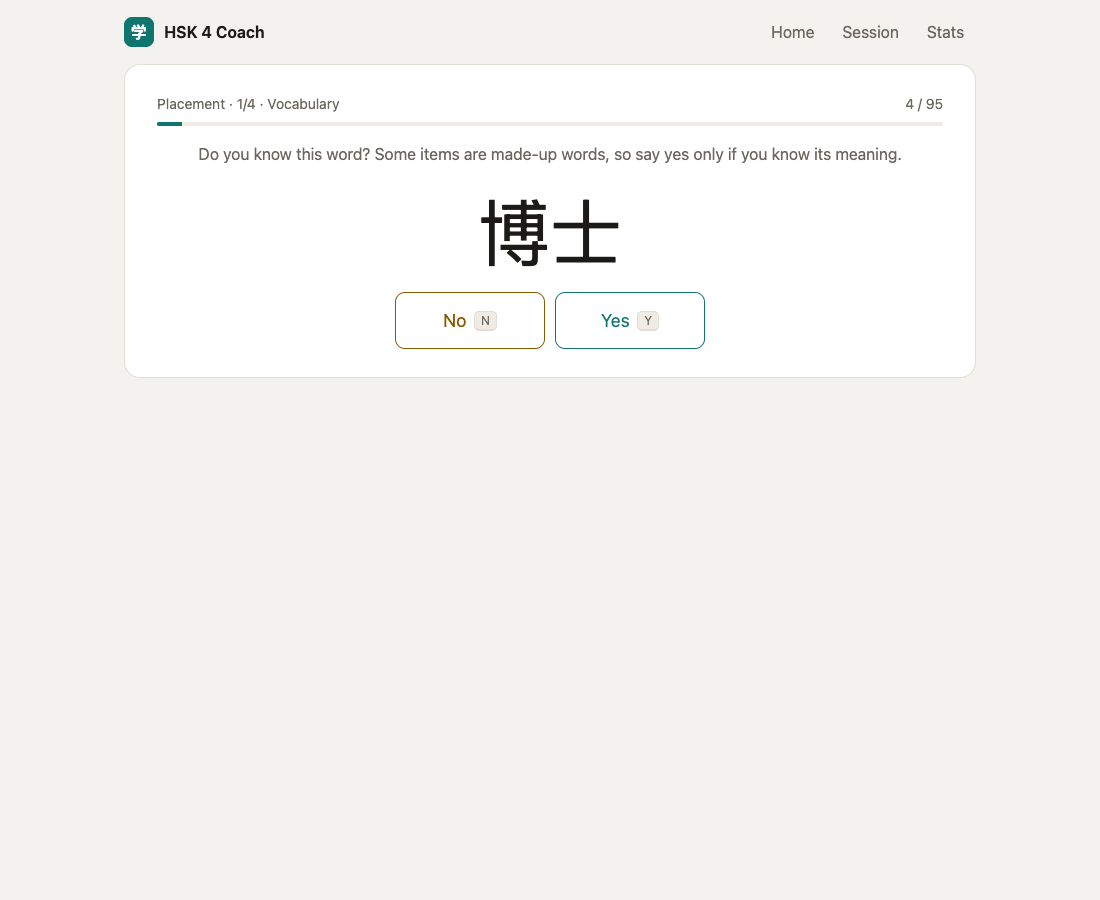 学 HSK 4 Coach Home Session Stats
Placement · 1/4 · Vocabulary 4 / 95
Do you know this word? Some items are made-up words, so say yes only if you know its meaning.
博士
No N Yes Y